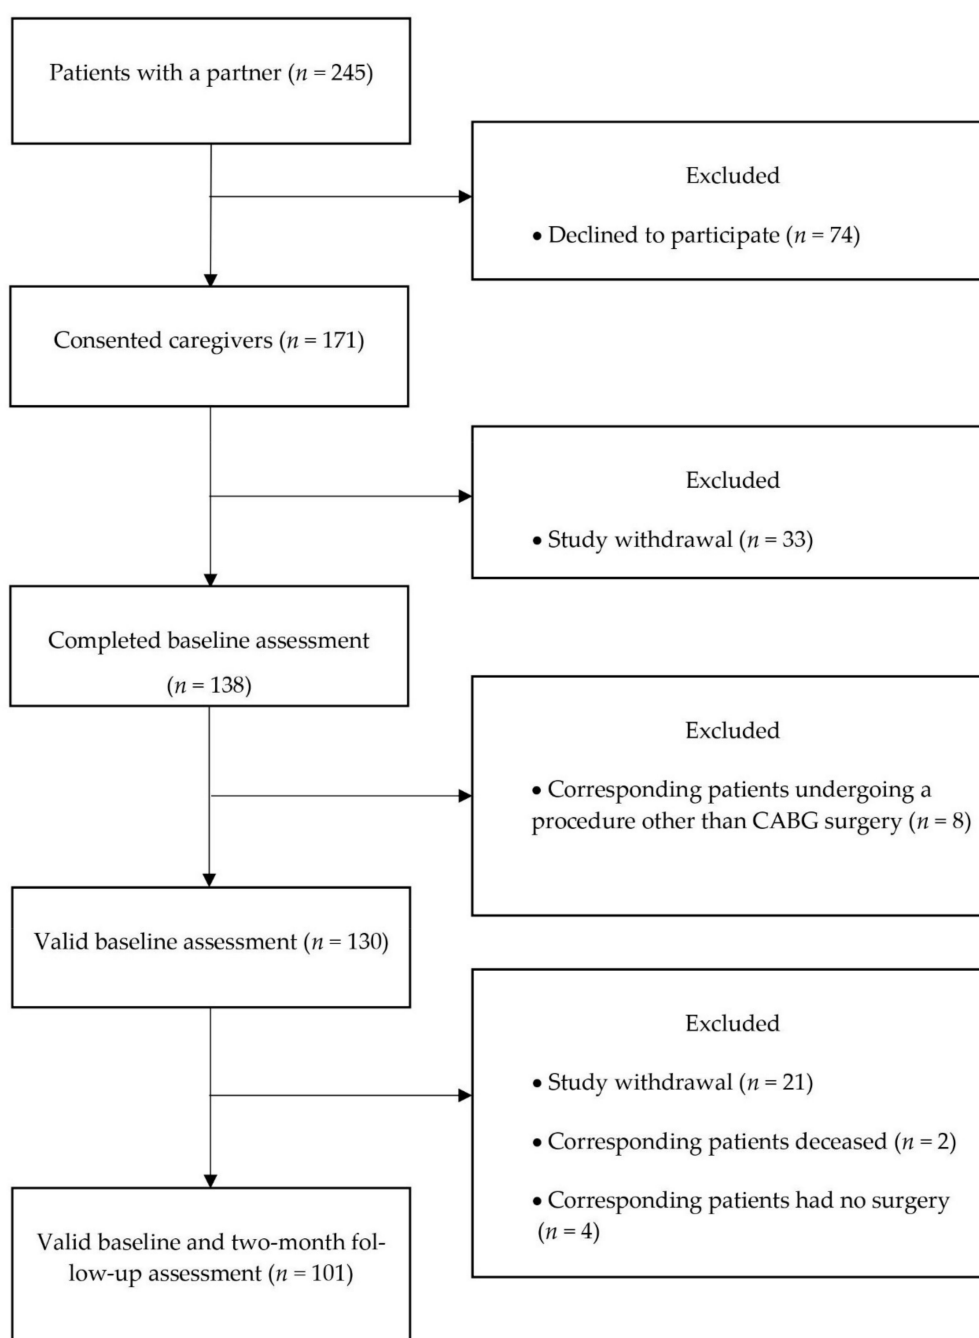 Patients with a partner (n = 245)
Excluded
• Declined to participate (n = 74)
Consented caregivers (n = 171)
Excluded
• Study withdrawal (n = 33)
Completed baseline assessment
(n = 138)
Excluded
• Corresponding patients undergoing a
procedure other than CABG surgery (n = 8)
Valid baseline assessment (n = 130)
Excluded
• Study withdrawal (n = 21)
• Corresponding patients deceased (n = 2)
• Corresponding patients had no surgery
(n = 4)
Valid baseline and two-month fol-
low-up assessment (n = 101)